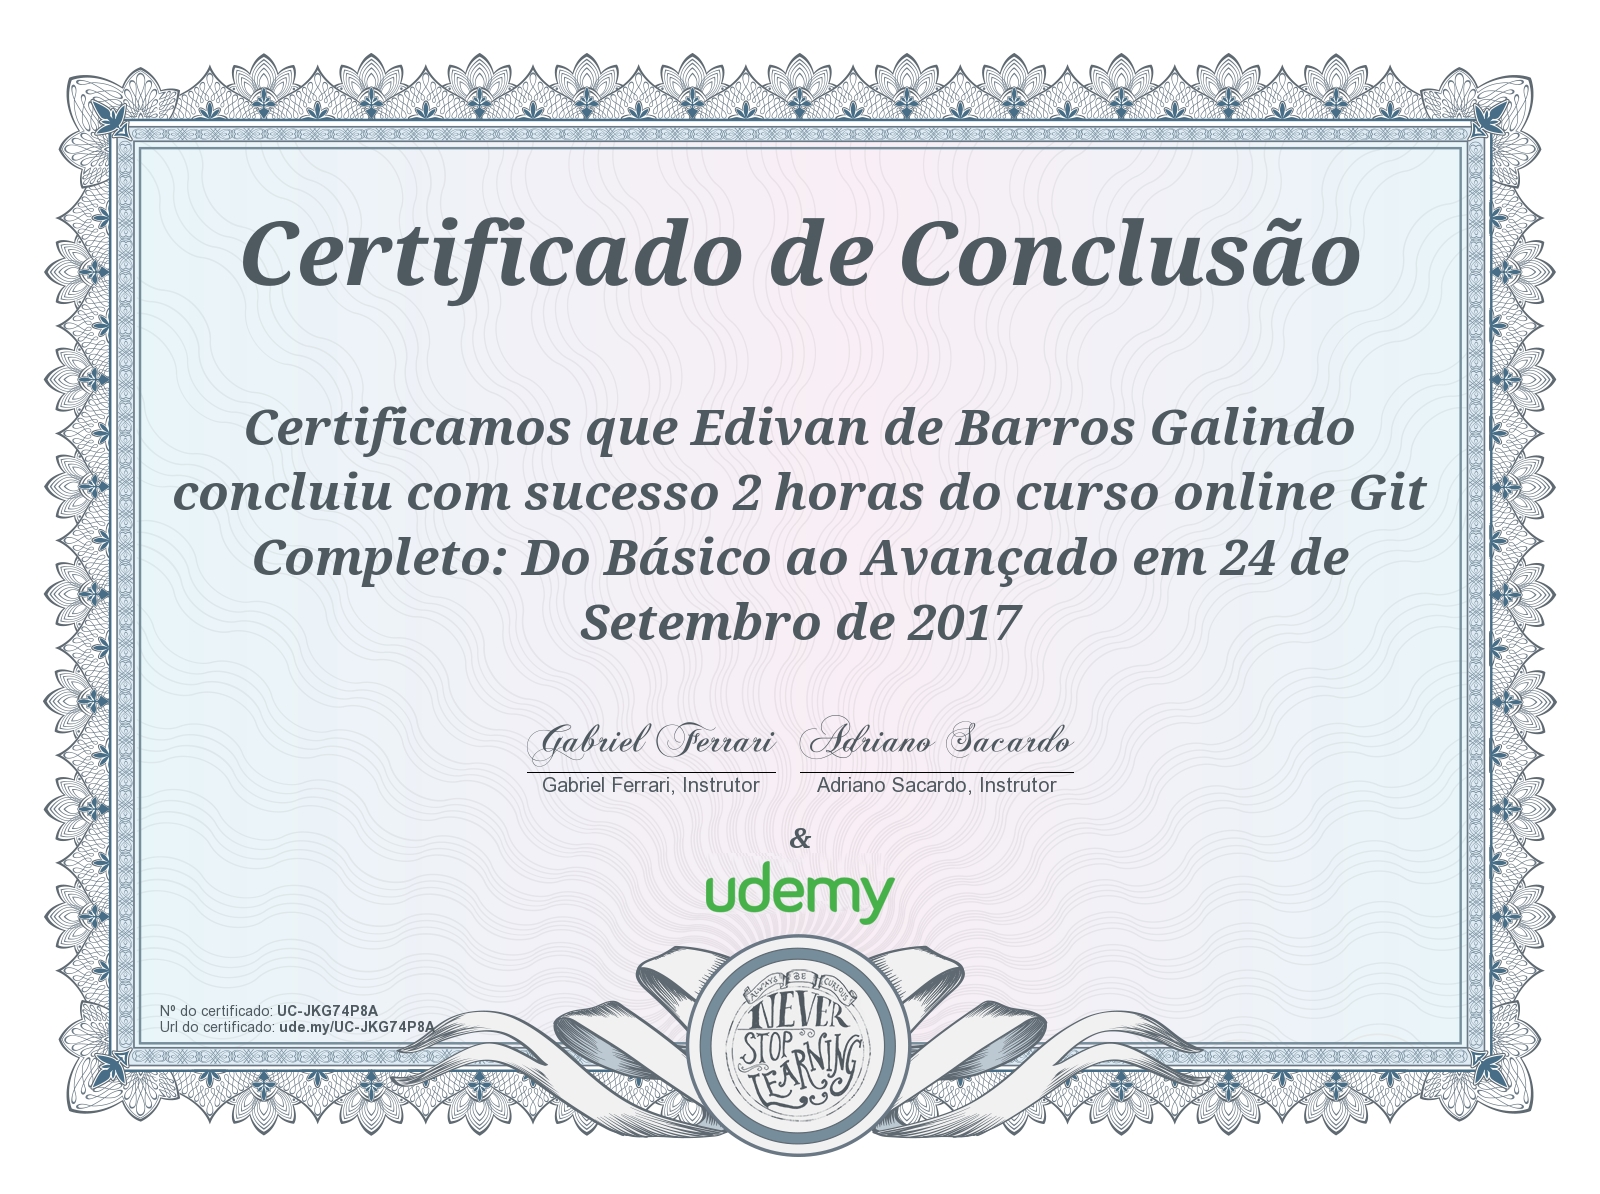 Certificado de Conclusão
Certificamos que Edivan de Barros Galindo
concluiu com sucesso 2 horas do curso online Git
Completo: Do Básico ao Avançado em 24 de
Setembro de 2017
Gabriel Ferrari Adriano Sacardo
Gabriel Ferrari, Instrutor Adriano Sacardo, Instrutor
&
udemy
Nº do certificado: UC-JKG74P8A
Url do certificado: ude.my/UC-JKG74P8A
ALWAYS BE CURIOUS
NEVER
STOP
LEARNING